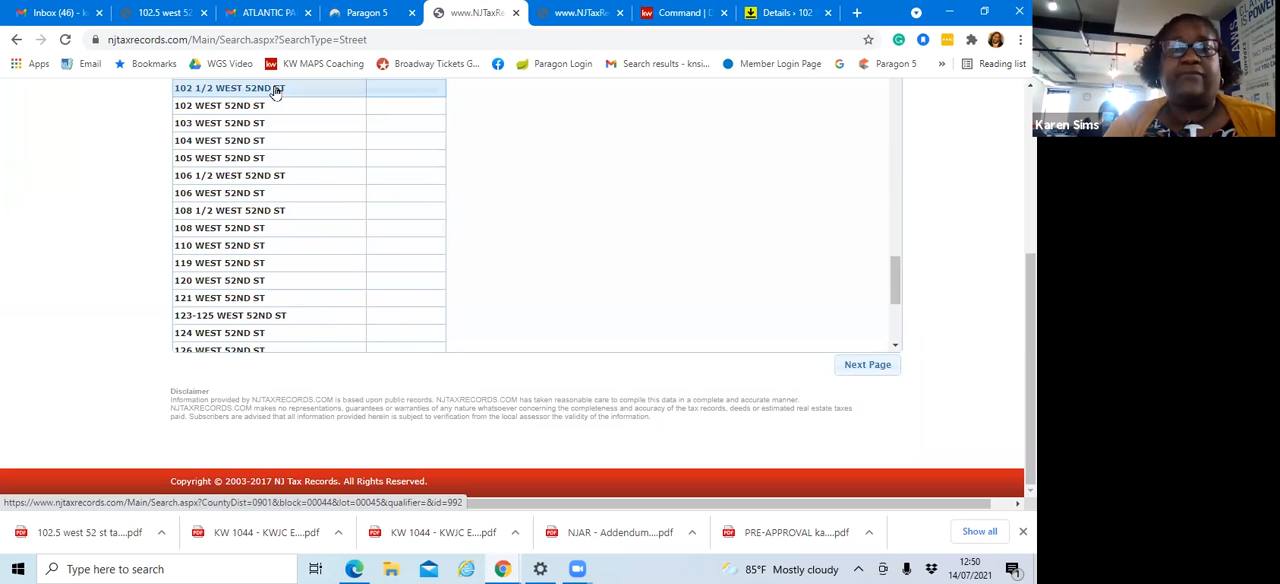 Inbox (46) - k
102.5 west 52
ATLANTIC PA
Paragon 5
www.NJTaxRe
www.NJTaxRe
Command | D
Details › 102
njtaxrecords.com/Main/Search.aspx?SearchType=Street
Apps
Email
Bookmarks
WGS Video
KW MAPS Coaching
Broadway Tickets G...
Paragon Login
Search results - knsi...
Member Login Page
Paragon 5
»
Reading list
102 1/2 WEST 52ND ST
102 WEST 52ND ST
103 WEST 52ND ST
104 WEST 52ND ST
105 WEST 52ND ST
106 1/2 WEST 52ND ST
106 WEST 52ND ST
108 1/2 WEST 52ND ST
108 WEST 52ND ST
110 WEST 52ND ST
119 WEST 52ND ST
120 WEST 52ND ST
121 WEST 52ND ST
123-125 WEST 52ND ST
124 WEST 52ND ST
126 WEST 52ND ST
Next Page
Disclaimer
Information provided by NJTAXRECORDS.COM is based upon public records. NJTAXRECORDS.COM has taken reasonable care to compile this data in a complete and accurate manner.
NJTAXRECORDS.COM makes no representations, guarantees or warranties of any nature whatsoever concerning the completeness and accuracy of the tax records, deeds or estimated real estate taxes
paid. Subscribers are advised that all information provided herein is subject to verification from the local assessor the validity of the information.
Copyright © 2003-2017 NJ Tax Records. All Rights Reserved.
https://www.njtaxrecords.com/Main/Search.aspx?CountyDist=0901&block=00044&lot=00045&qualifier=&id=992
102.5 west 52 st ta....pdf
KW 1044 - KWJC E....pdf
KW 1044 - KWJC E....pdf
NJAR - Addendum....pdf
PRE-APPROVAL ka....pdf
Show all
Type here to search
85°F Mostly cloudy
12:50
14/07/2021
Karen Sims